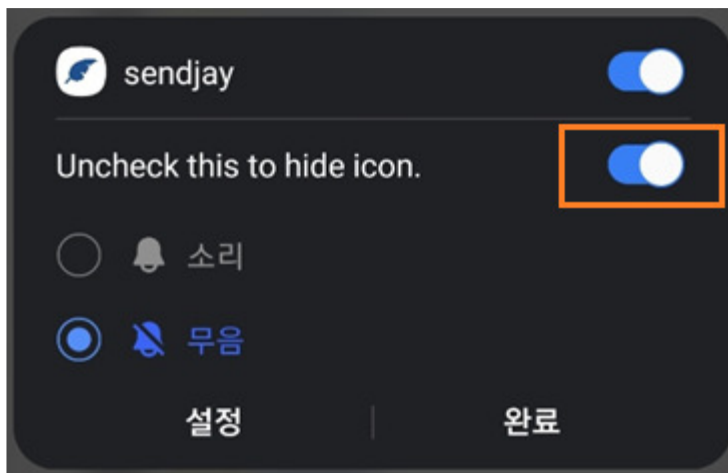 sendjay
Uncheck this to hide icon.
소리
무음
설정
완료